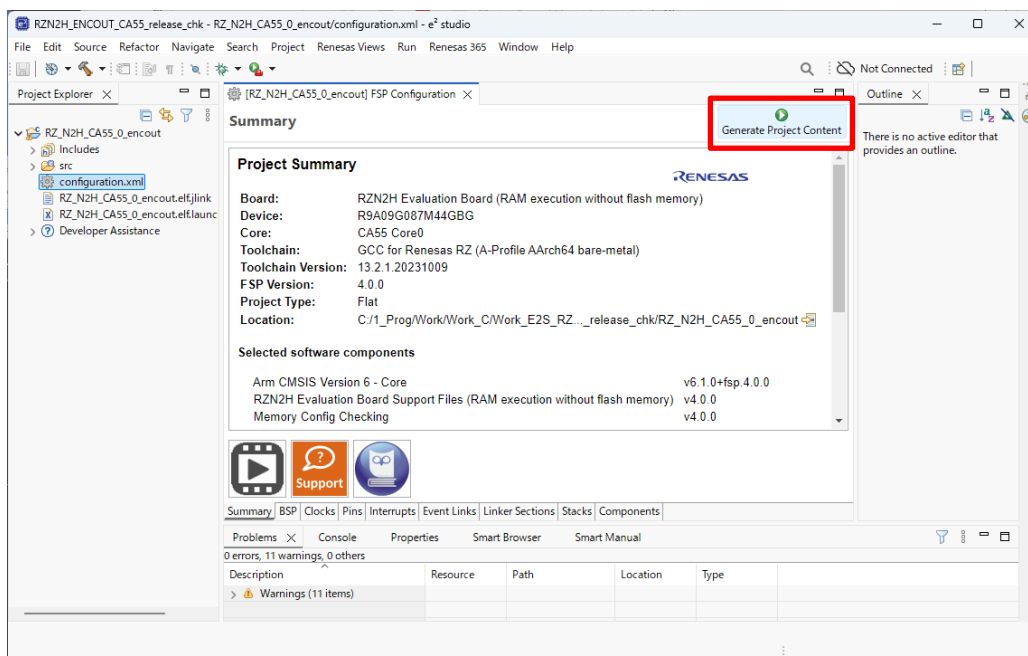 RZN2H_ENCOUT_CA55_release_chk - RZ_N2H_CA55_0_encout/configuration.xml - e² studio
File Edit Source Refactor Navigate Search Project Renesas Views Run Renesas 365 Window Help
Not Connected
Project Explorer
RZ_N2H_CA55_0_encout
Includes
src
configuration.xml
RZ_N2H_CA55_0_encout.elf.jlink
RZ_N2H_CA55_0_encout.elf.launc
Developer Assistance
[RZ_N2H_CA55_0_encout] FSP Configuration
Summary
Generate Project Content
Project Summary
RENESAS
Board: RZN2H Evaluation Board (RAM execution without flash memory)
Device: R9A09G087M44GBG
Core: CA55 Core0
Toolchain: GCC for Renesas RZ (A-Profile AArch64 bare-metal)
Toolchain Version: 13.2.1.20231009
FSP Version: 4.0.0
Project Type: Flat
Location: C:/1_Prog/Work/Work_C/Work_E2S_RZ..._release_chk/RZ_N2H_CA55_0_encout
Selected software components
Arm CMSIS Version 6 - Core v6.1.0+fsp.4.0.0
RZN2H Evaluation Board Support Files (RAM execution without flash memory) v4.0.0
Memory Config Checking v4.0.0
Support
Summary BSP Clocks Pins Interrupts Event Links Linker Sections Stacks Components
Outline
There is no active editor that
provides an outline.
Problems Console Properties Smart Browser Smart Manual
0 errors, 11 warnings, 0 others
Description Resource Path Location Type
Warnings (11 items)